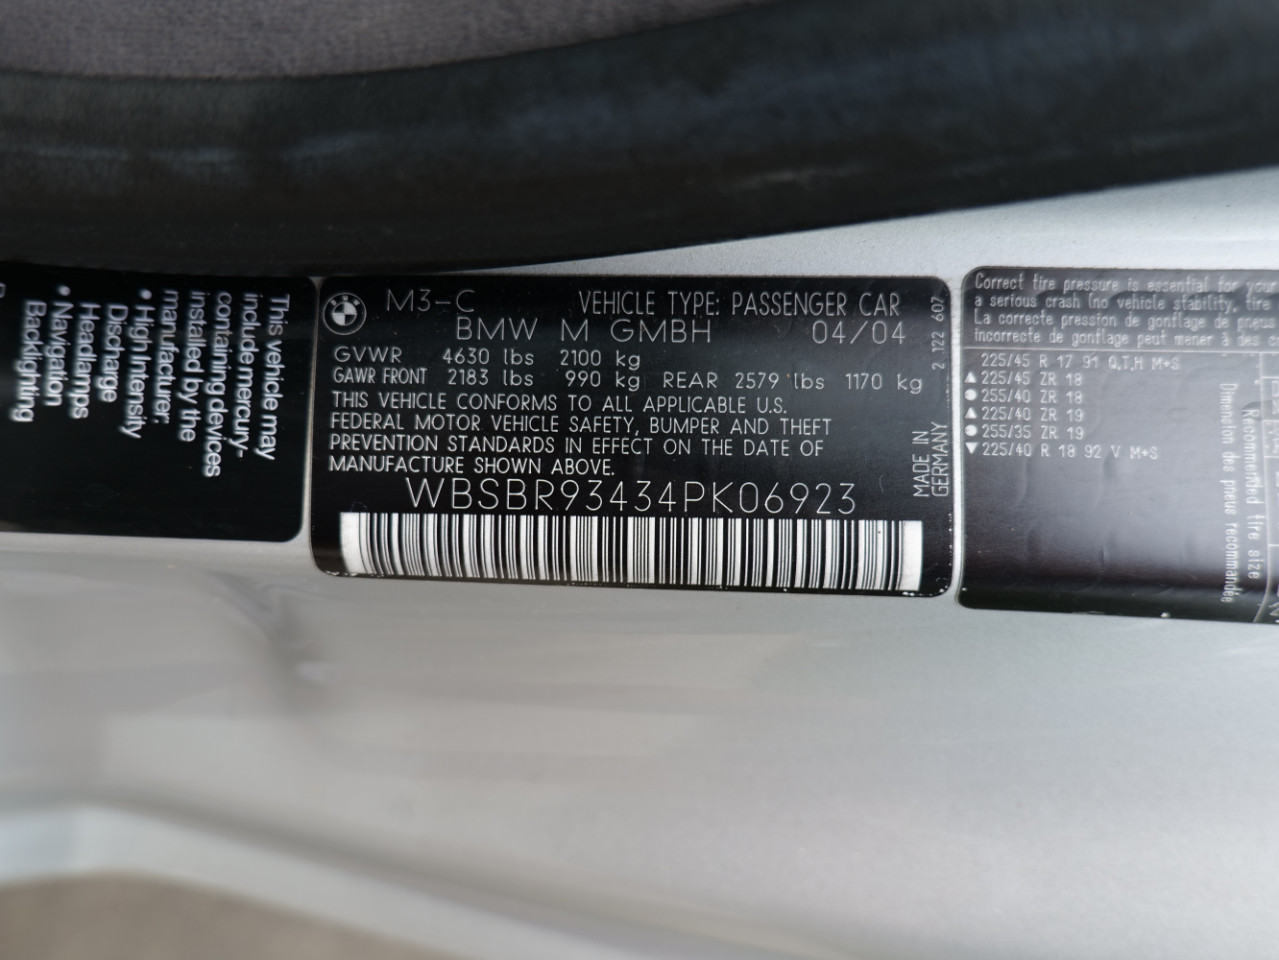 This vehicle may
include mercury-
containing devices
installed by the
manufacturer:
• High Intensity
Discharge
Headlamps
• Navigation
Backlighting
M3-C VEHICLE TYPE: PASSENGER CAR
BMW M GMBH 04/04
GVWR 4630 lbs 2100 kg
GAWR FRONT 2183 lbs 990 kg REAR 2579 lbs 1170 kg
THIS VEHICLE CONFORMS TO ALL APPLICABLE U.S.
FEDERAL MOTOR VEHICLE SAFETY, BUMPER AND THEFT
PREVENTION STANDARDS IN EFFECT ON THE DATE OF
MANUFACTURE SHOWN ABOVE.
WBSBR93434PK06923
MADE IN
GERMANY
2 122 607
Correct tire pressure is essential for your
a serious crash (no vehicle stability, tire
La correcte pression de gonflage de pneus
incorrecte de gonflage peut mener à des
225/45 R 17 91 Q,T,H M+S
▲ 225/45 ZR 18
● 255/40 ZR 18
▲ 225/40 ZR 19
● 255/35 ZR 19
▼ 225/40 R 18 92 V M+S
Recommended tire size
Dimension des pneus recommandée